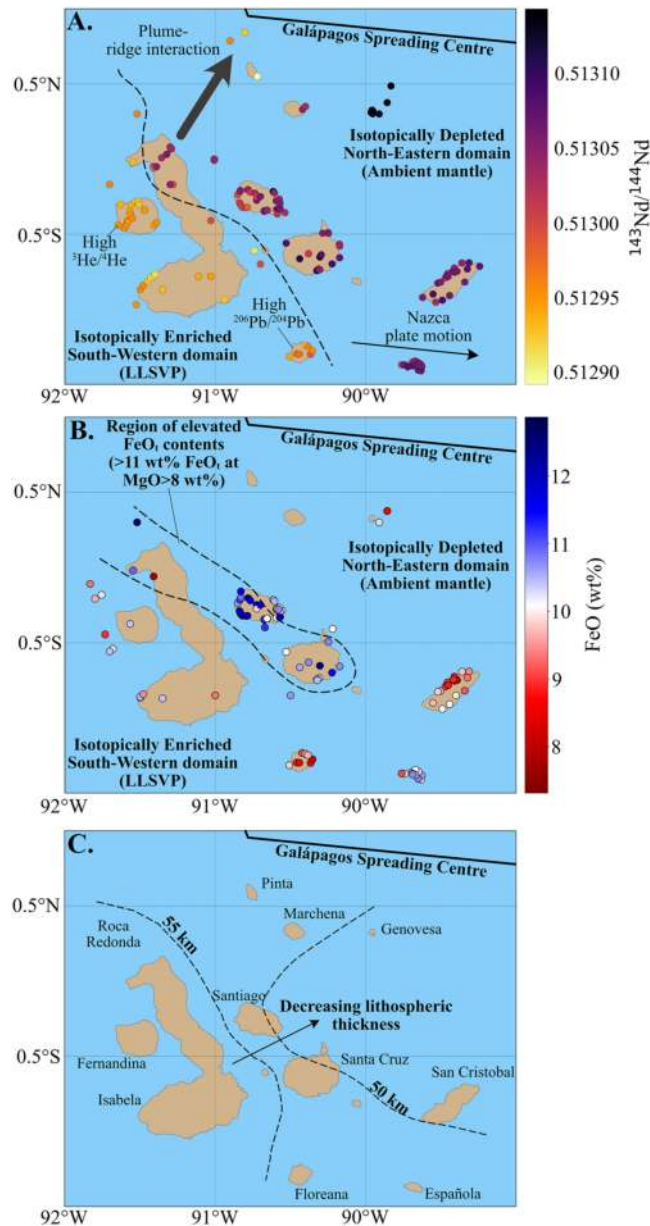 A.
Plume-
ridge interaction
Galápagos Spreading Centre
0.5°N
Isotopically Depleted
North-Eastern domain
(Ambient mantle)
0.5°S
High
³He/⁴He
High
²⁰⁶Pb/²⁰⁴Pb
Isotopically Enriched
South-Western domain
(LLSVP)
Nazca
plate motion
92°W
91°W
90°W
0.51310
0.51305
0.51300
0.51295
0.51290
¹⁴³Nd/¹⁴⁴Nd
B.
Region of elevated
FeOₜ contents
(>11 wt% FeOₜ at
MgO>8 wt%)
Galápagos Spreading Centre
0.5°N
Isotopically Depleted
North-Eastern domain
(Ambient mantle)
0.5°S
Isotopically Enriched
South-Western domain
(LLSVP)
92°W
91°W
90°W
12
11
10
9
8
FeO (wt%)
C.
Galápagos Spreading Centre
Pinta
0.5°N
Roca
Redonda
55 km
Marchena
Genovesa
Santiago
Decreasing lithospheric
thickness
0.5°S
Fernandina
Santa Cruz
San Cristobal
Isabela
50 km
Floreana
Española
92°W
91°W
90°W